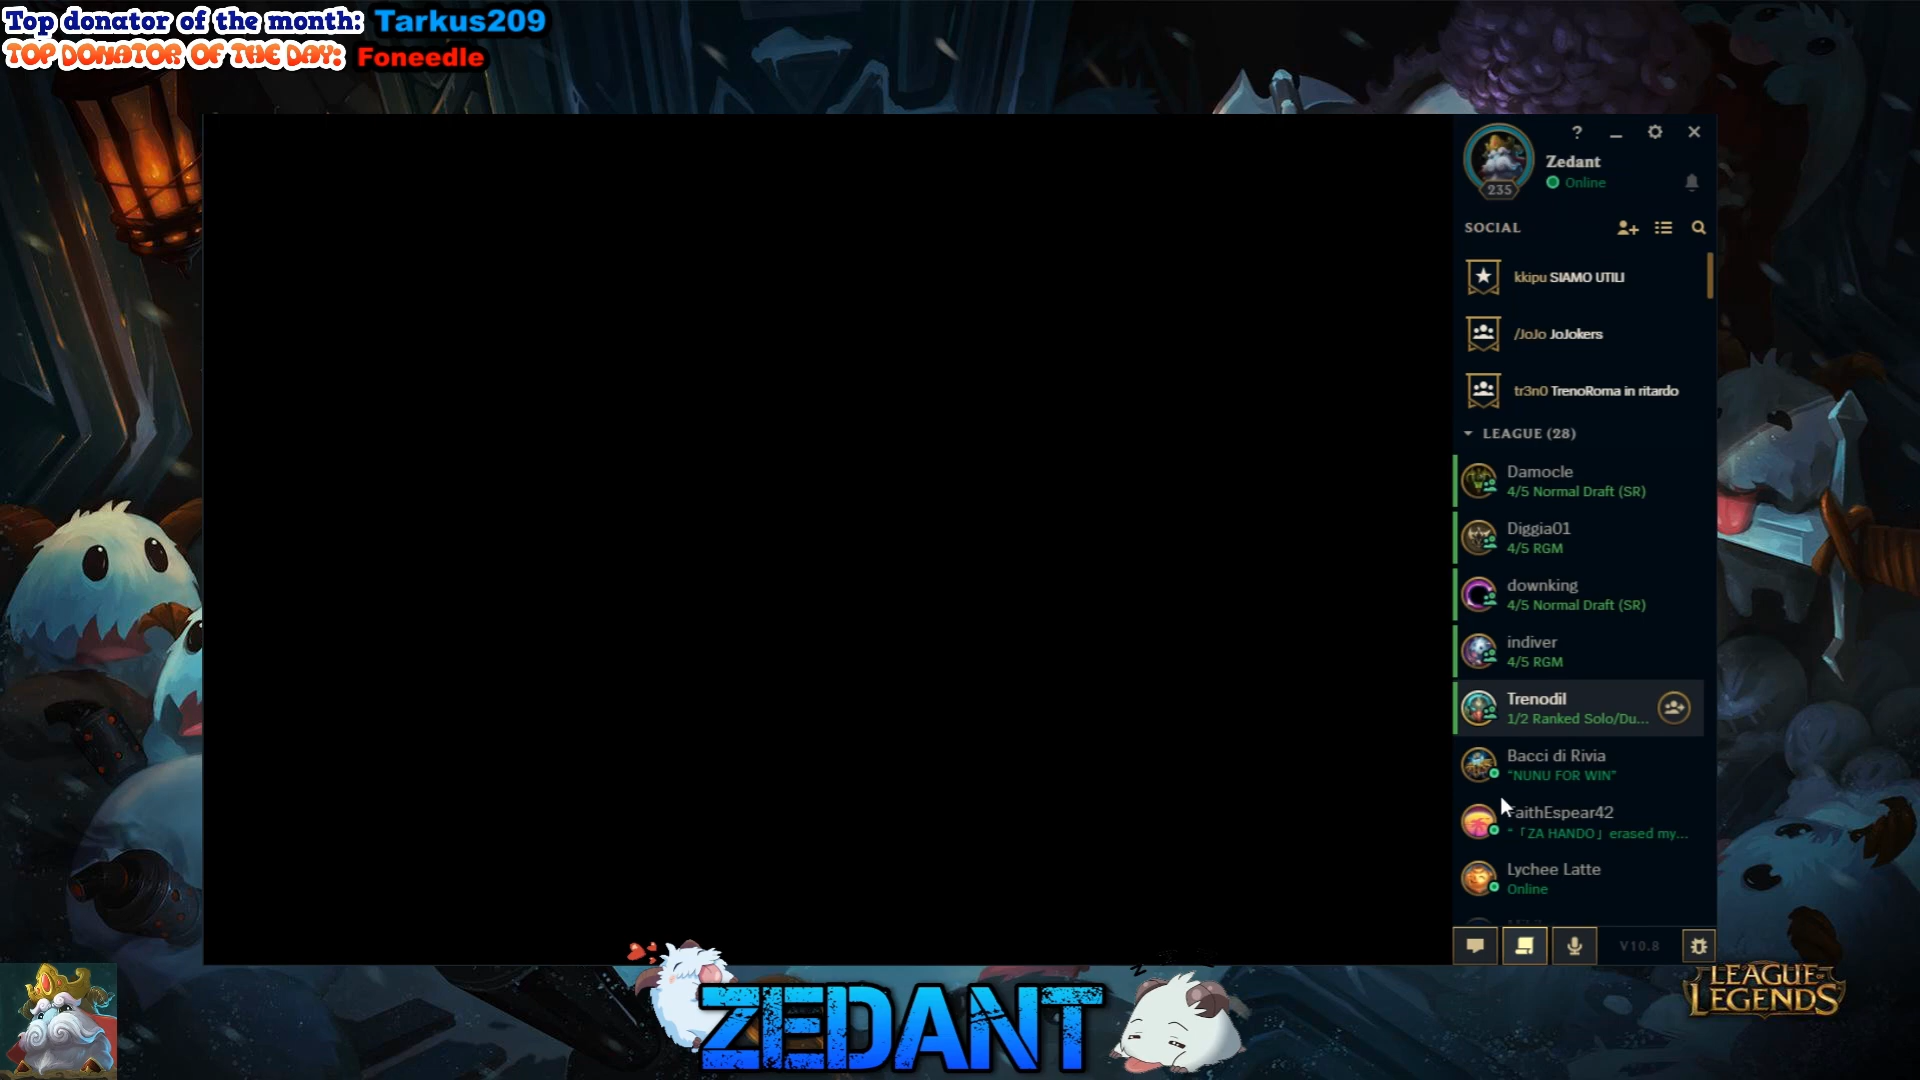 Top donator of the month: Tarkus209
TOP DONATOR OF THE DAY: Foneedle
?
Zedant
235
Online
SOCIAL
kkipu SIAMO UTILI
/JoJo JoJokers
tr3n0 TrenoRoma in ritardo
LEAGUE (28)
Damocle
4/5 Normal Draft (SR)
Diggia01
4/5 RGM
downking
4/5 Normal Draft (SR)
indiver
4/5 RGM
Trenodil
1/2 Ranked Solo/Du...
Bacci di Rivia
"NUNU FOR WIN"
FaithEspear42
"「ZA HANDO」erased my...
Lychee Latte
Online
V10.8
ZEDANT
LEAGUE OF
LEGENDS